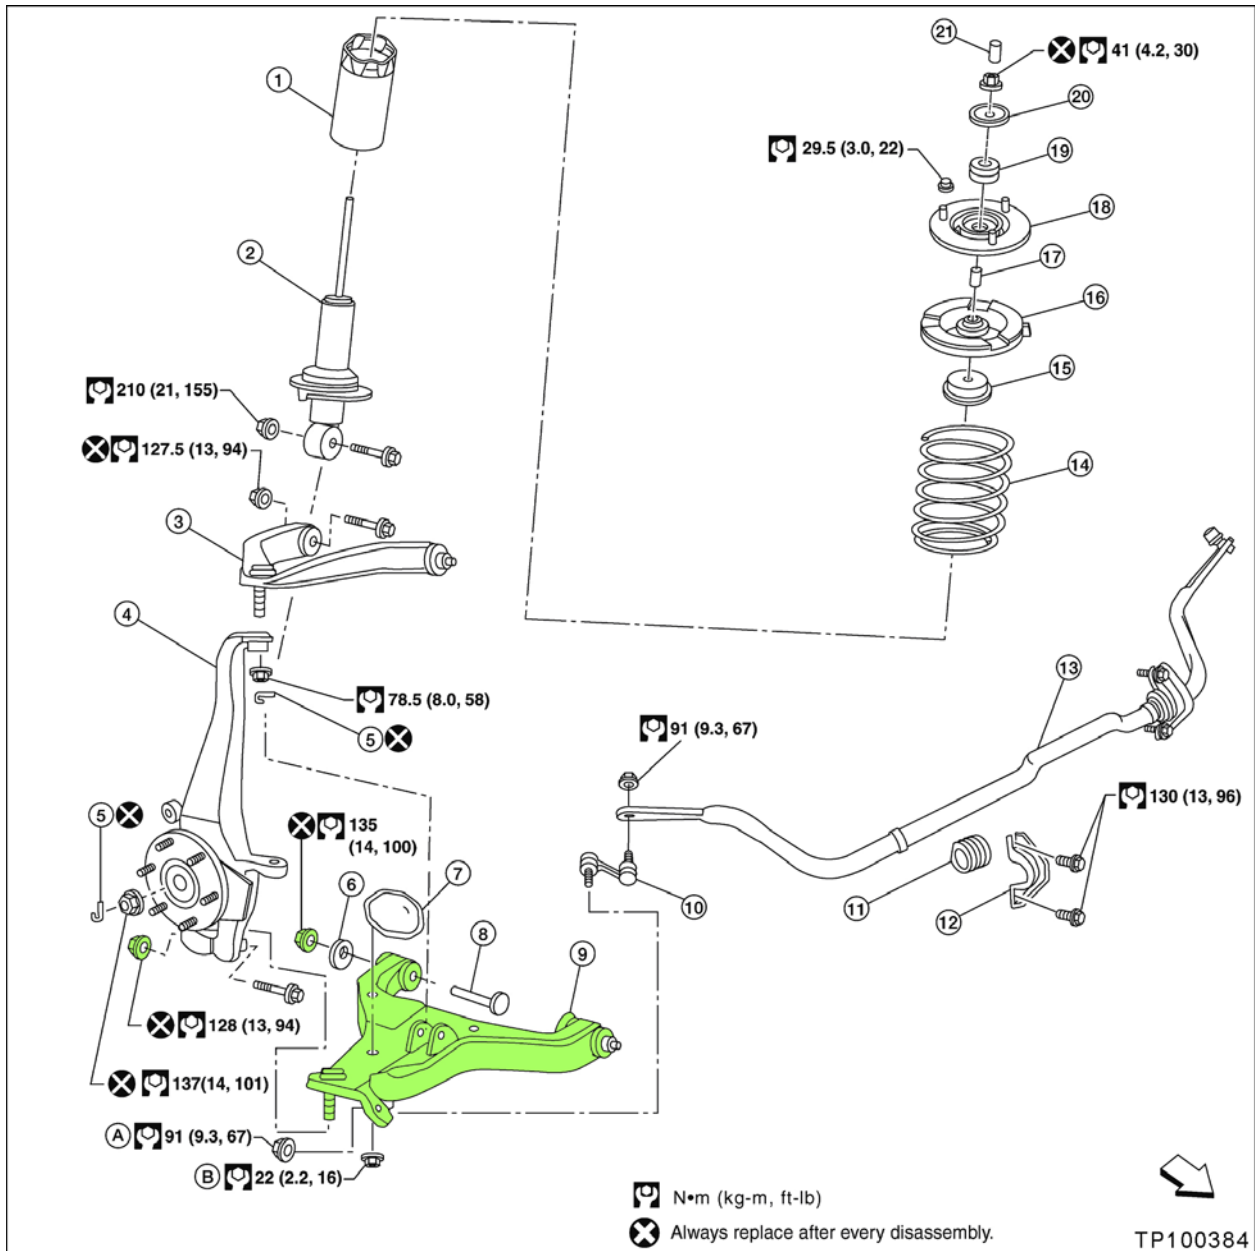 21
41 (4.2, 30)
1
20
29.5 (3.0, 22)
19
18
2
17
16
15
210 (21, 155)
127.5 (13, 94)
14
3
4
13
78.5 (8.0, 58)
5
91 (9.3, 67)
130 (13, 96)
5
135
(14, 100)
6
7
10
11
12
8
9
128 (13, 94)
137(14, 101)
A 91 (9.3, 67)
B 22 (2.2, 16)
N•m (kg-m, ft-lb)
Always replace after every disassembly.
TP100384